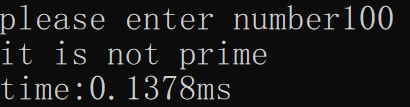 please enter number100
it is not prime
time:0.1378ms